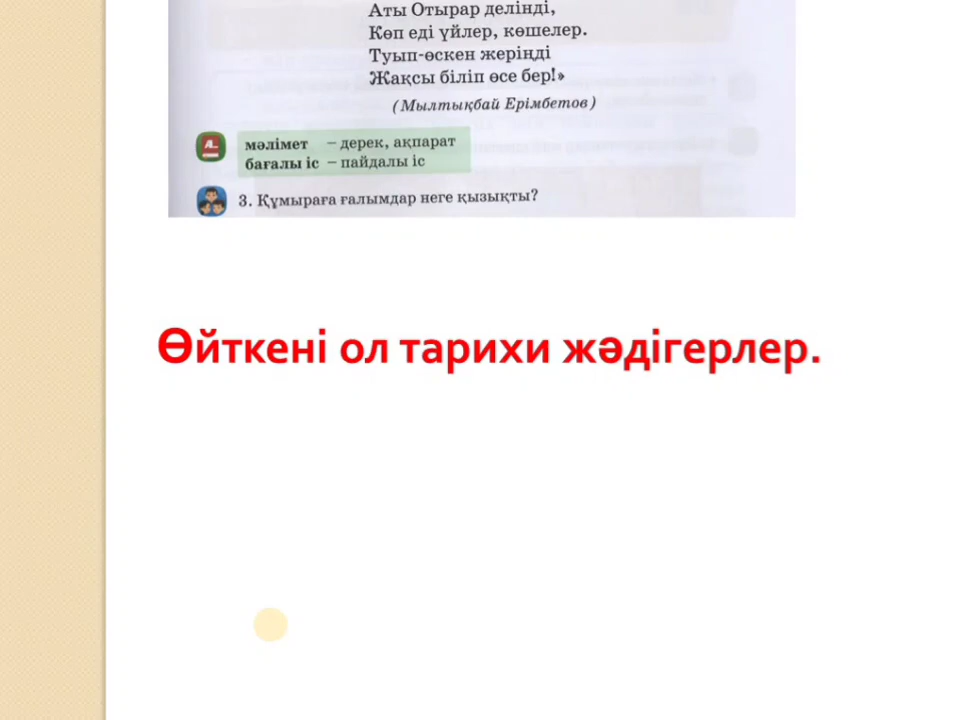 Аты Отырар делінді,
Көп еді үйлер, көшелер.
Туып-өскен жеріңді
Жақсы біліп өсе бер!»
(Мылтықбай Ерімбетов)
мәлімет – дерек, ақпарат
бағалы іс – пайдалы іс
3. Құмыраға ғалымдар неге қызықты?
Өйткені ол тарихи жәдігерлер.